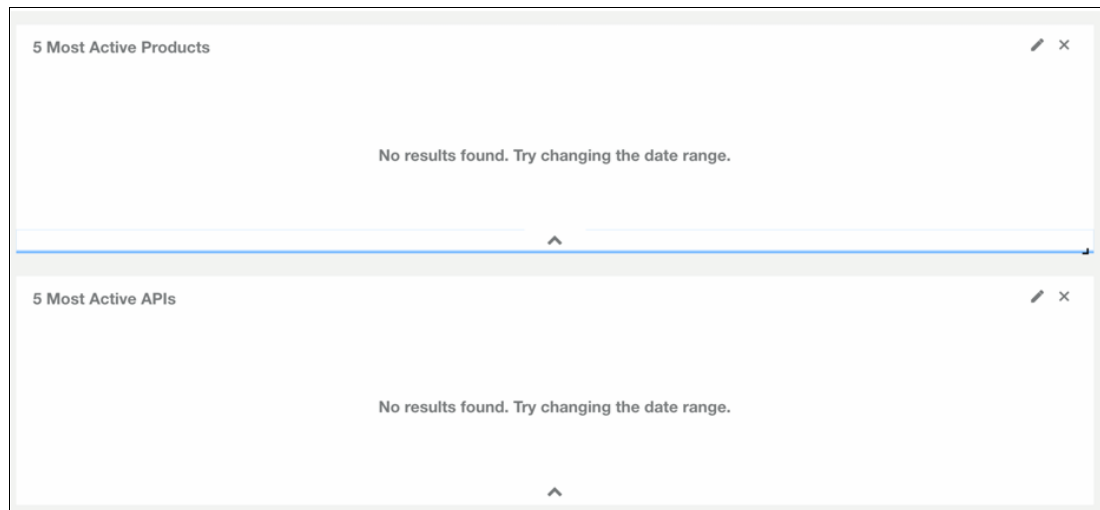 5 Most Active Products
No results found. Try changing the date range.
5 Most Active APIs
No results found. Try changing the date range.